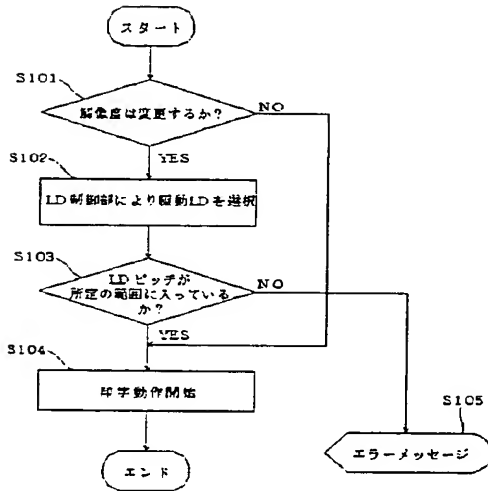 スタート
S101
解像度は変更するか?
NO
YES
S102
LD制御部により駆動LDを選択
S103
LDピッチが
所定の範囲に入っている
か?
NO
YES
S104
印字動作開始
S105
エラーメッセージ
エンド